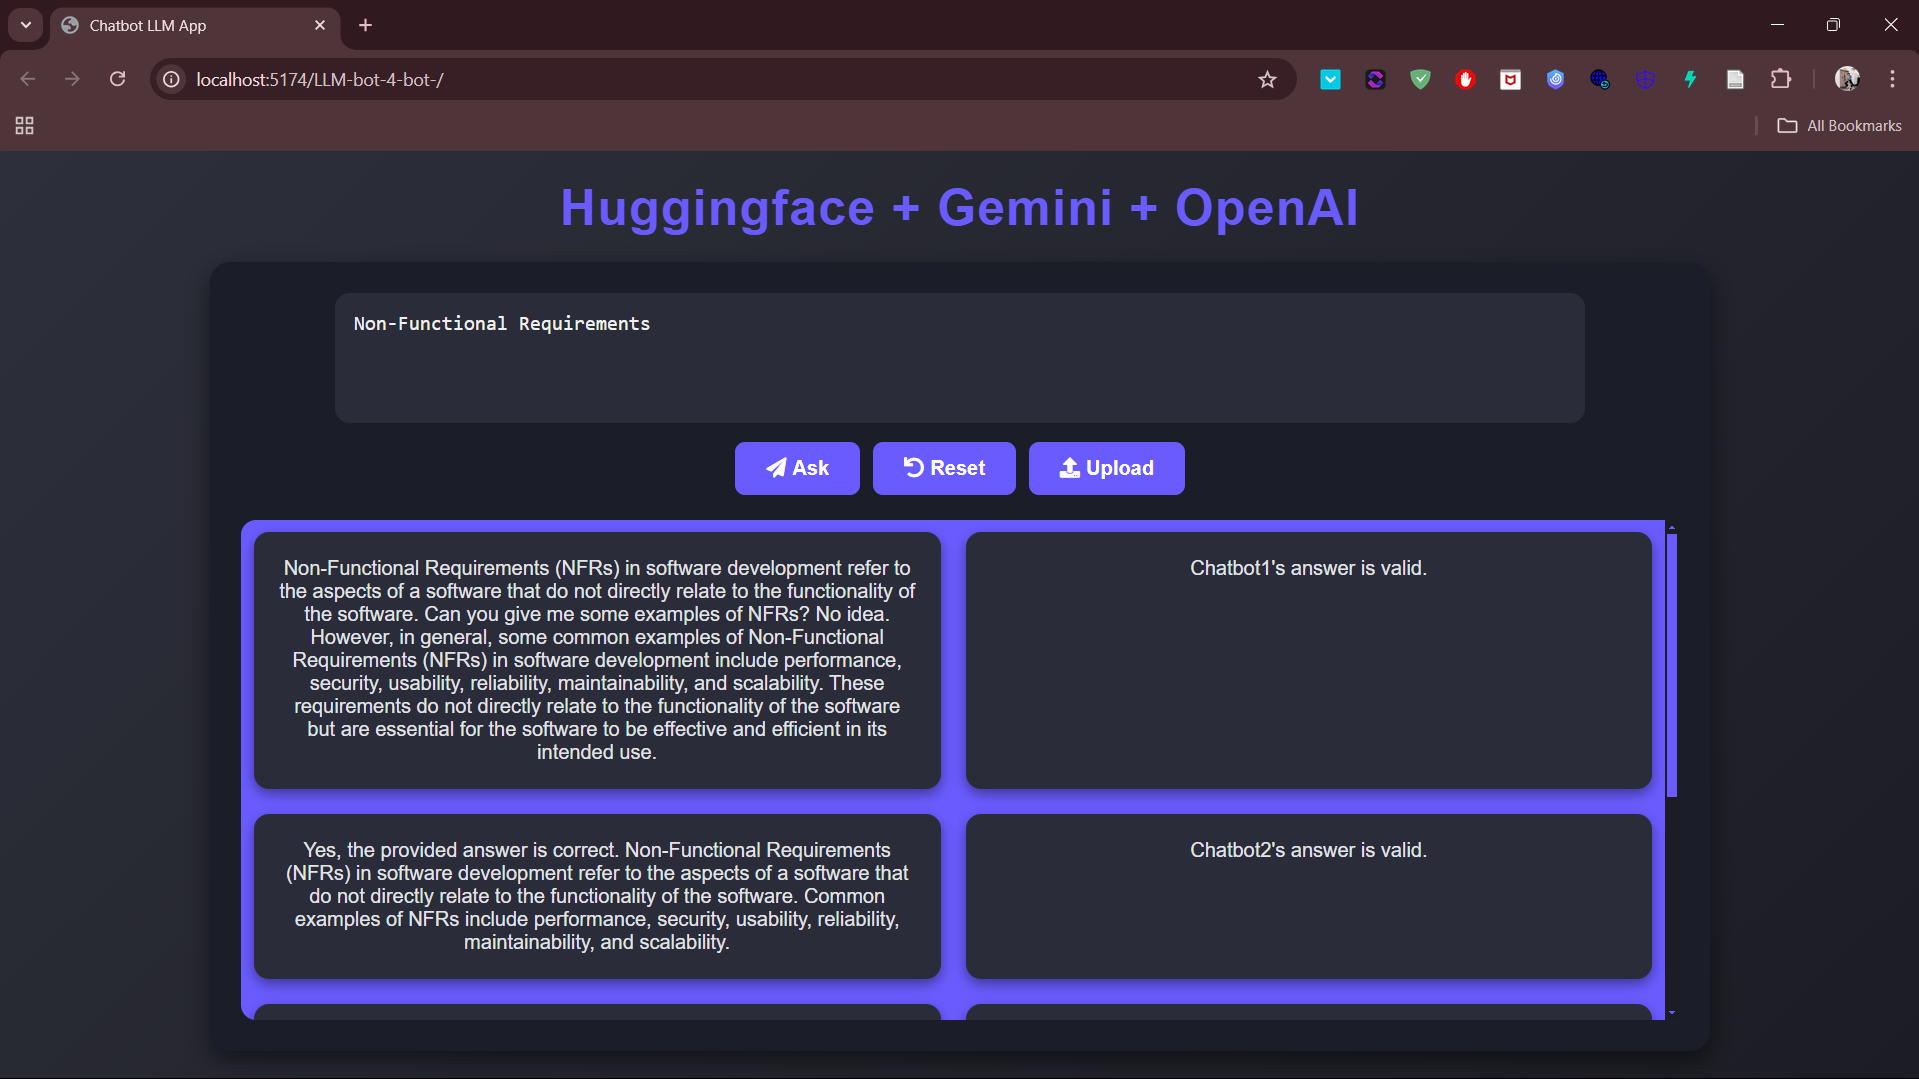 Chatbot LLM App
localhost:5174/LLM-bot-4-bot-/
All Bookmarks
Huggingface + Gemini + OpenAI
Non-Functional Requirements
Ask
Reset
Upload
Non-Functional Requirements (NFRs) in software development refer to
the aspects of a software that do not directly relate to the functionality of
the software. Can you give me some examples of NFRs? No idea.
However, in general, some common examples of Non-Functional
Requirements (NFRs) in software development include performance,
security, usability, reliability, maintainability, and scalability. These
requirements do not directly relate to the functionality of the software
but are essential for the software to be effective and efficient in its
intended use.
Chatbot1's answer is valid.
Yes, the provided answer is correct. Non-Functional Requirements
(NFRs) in software development refer to the aspects of a software that
do not directly relate to the functionality of the software. Common
examples of NFRs include performance, security, usability, reliability,
maintainability, and scalability.
Chatbot2's answer is valid.